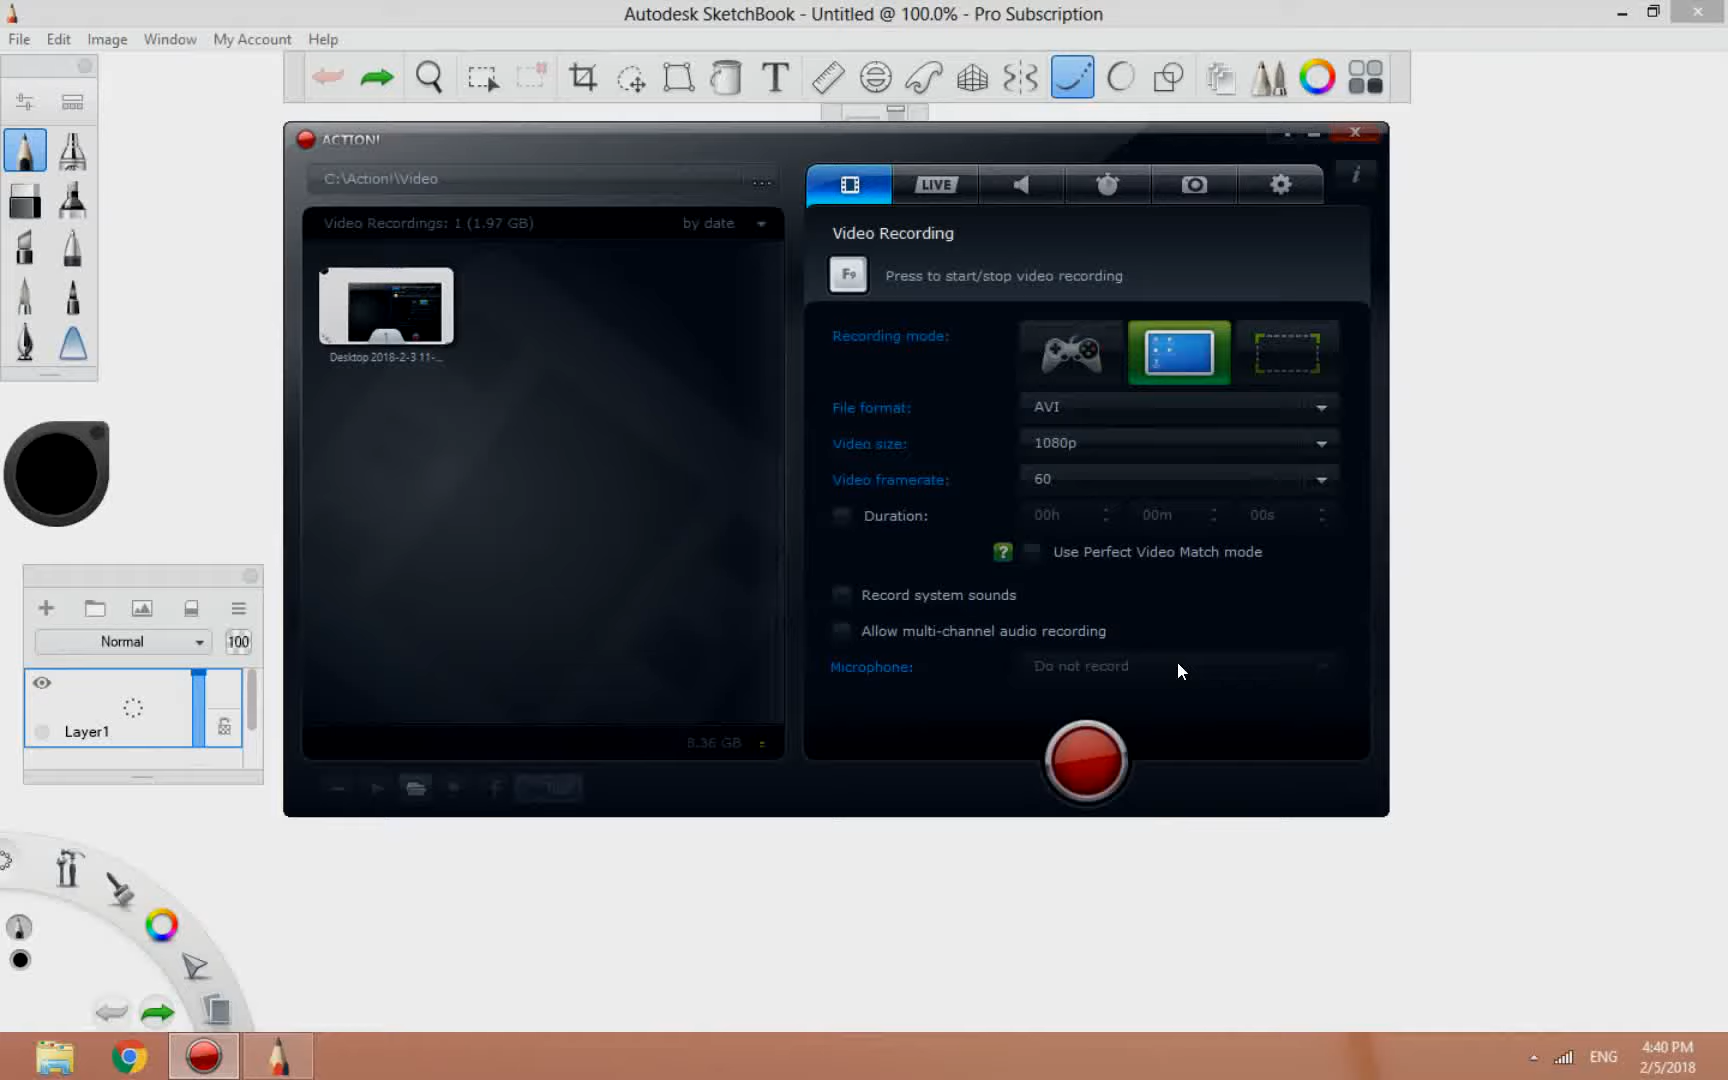 Autodesk SketchBook - Untitled @ 100.0% - Pro Subscription
File Edit Image Window My Account Help
T
ACTION!
C:\Action!\Video
...
LIVE
i
Video Recordings: 1 (1.97 GB) by date
Video Recording
F9 Press to start/stop video recording
Desktop 2018-2-3 11-...
Recording mode:
File format: AVI
Video size: 1080p
Video framerate: 60
Duration: 00h 00m 00s
? Use Perfect Video Match mode
Record system sounds
Allow multi-channel audio recording
Microphone: Do not record
8.36 GB
Normal 100
Layer1
ENG
4:40 PM
2/5/2018